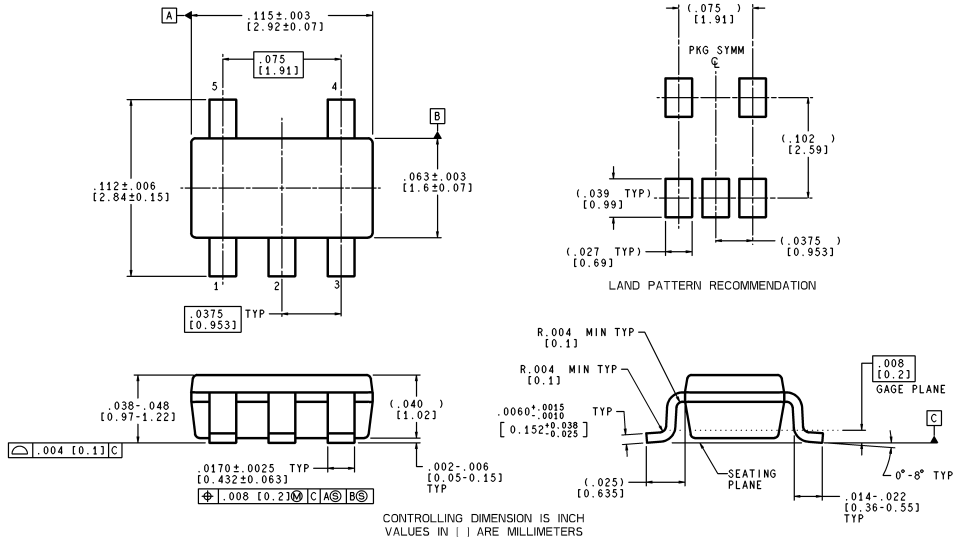 A
.115±.003
[2.92±0.07]
.075
[1.91]
5
4
B
.112±.006
[2.84±0.15]
.063±.003
[1.6±0.07]
1
2
3
.0375 TYP
[0.953]
(.075 )
[1.91]
PKG SYMM
℄
(.102 )
[2.59]
(.039 TYP)
[0.99]
(.027 TYP)
[0.69]
(.0375 )
[0.953]
LAND PATTERN RECOMMENDATION
.038-.048
[0.97-1.22]
(.040 )
[1.02]
⌓ .004 [0.1] C
.0170±.0025 TYP
[0.432±0.063]
⌖ .008 [0.2]Ⓜ C AⓈ BⓈ
.002-.006
[0.05-0.15]
TYP
R.004 MIN TYP
[0.1]
R.004 MIN TYP
[0.1]
.0060+.0015
-.0010 TYP
[0.152+0.038
-0.025]
.008
[0.2]
GAGE PLANE
C
SEATING
PLANE
0°-8° TYP
(.025)
[0.635]
.014-.022
[0.36-0.55]
TYP
CONTROLLING DIMENSION IS INCH
VALUES IN [ ] ARE MILLIMETERS